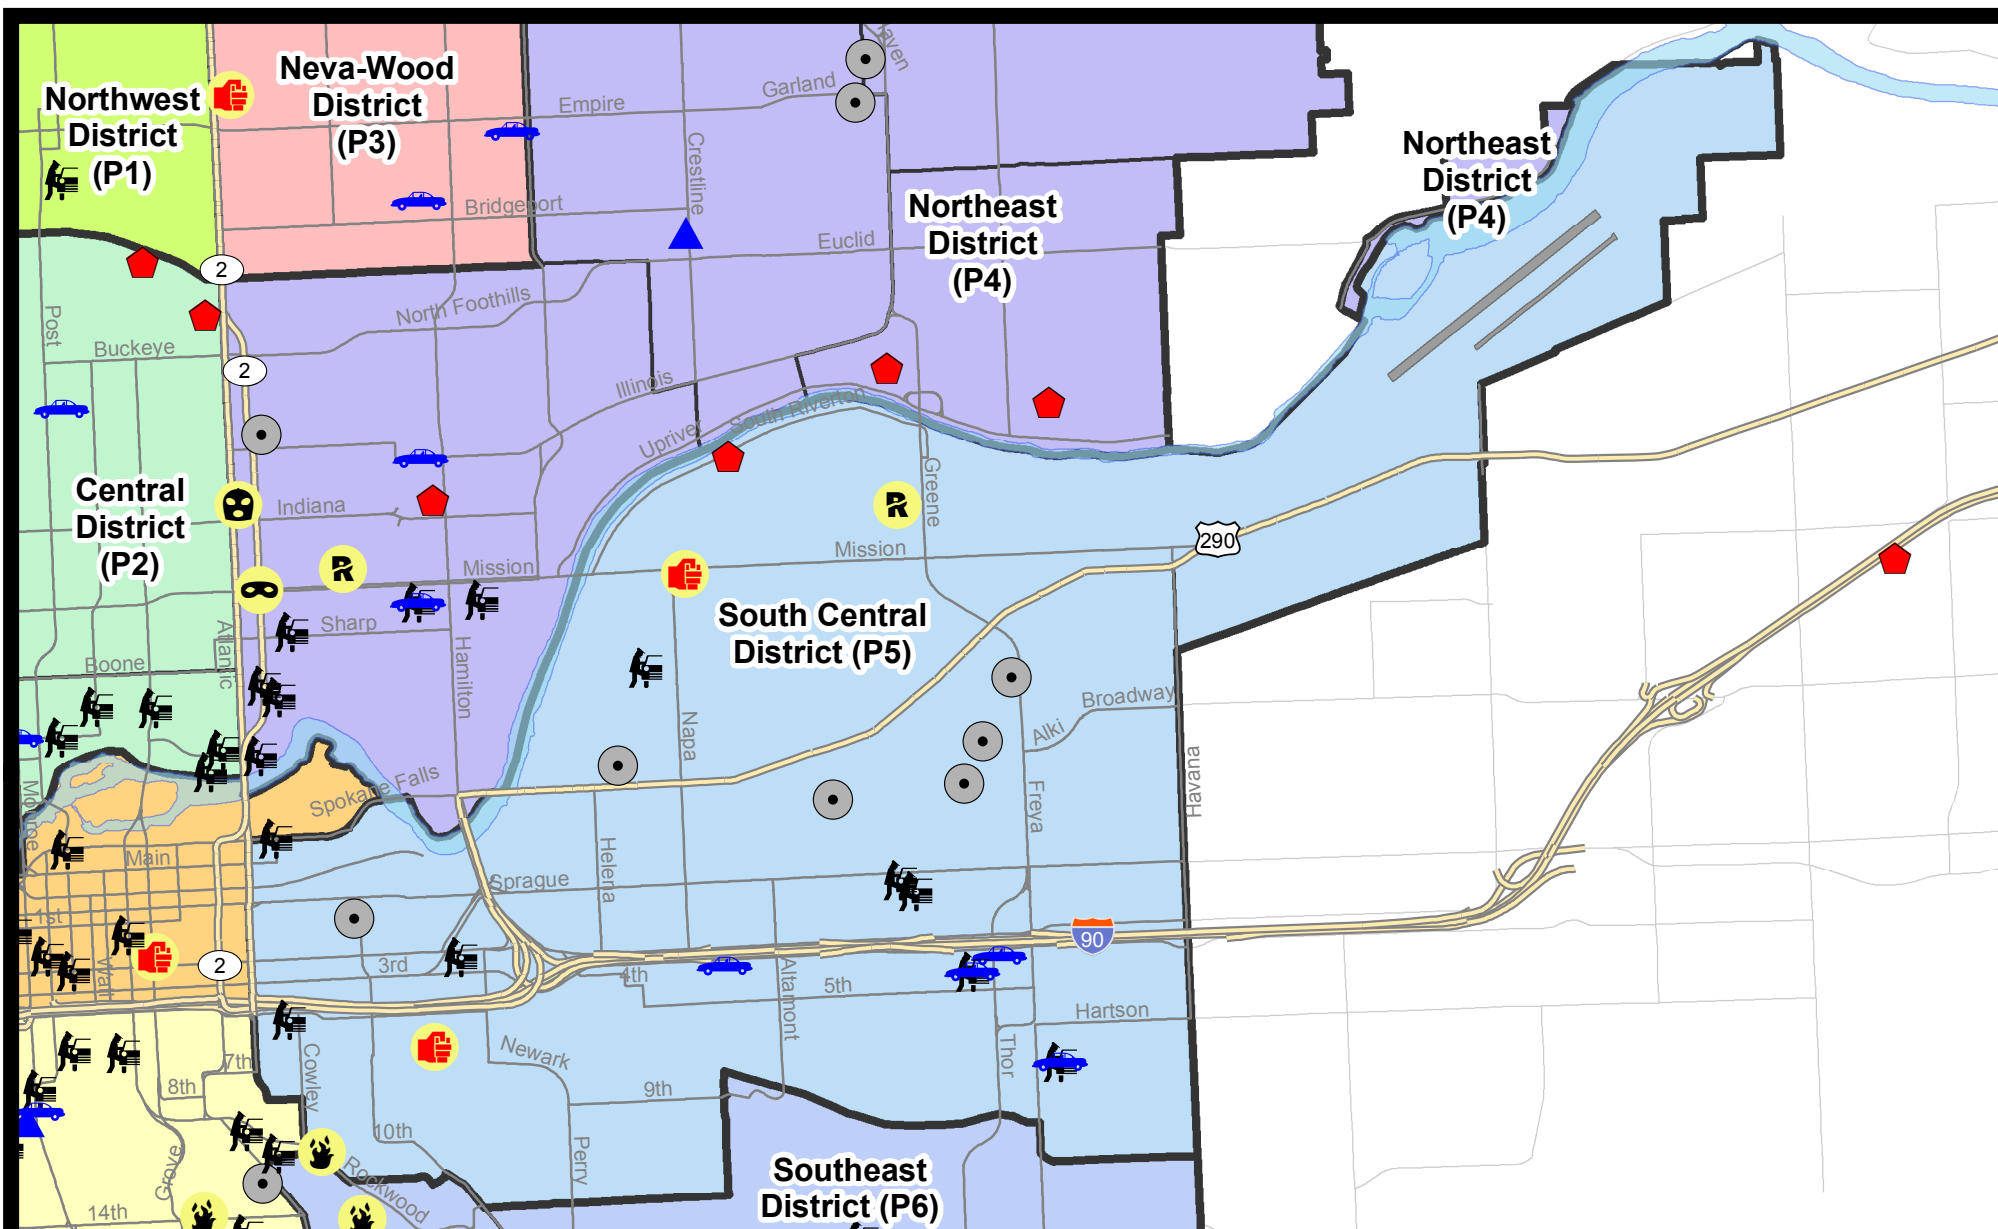 Northwest
District
(P1)
Neva-Wood
District
(P3)
Empire
Garland
Haven
Crestline
Bridgeport
Euclid
Northeast
District
(P4)
Northeast
District
(P4)
2
North Foothills
Post
Buckeye
2
Illinois
Upriver
South Riverton
Greene
Central
District
(P2)
Indiana
Mission
Mission
290
Sharp
Hamilton
Atlantic
Boone
South Central
District (P5)
Napa
Broadway
Alki
Havana
Spokane Falls
Monroe
Main
Helena
Freya
Sprague
1st
Wall
2
3rd
4th
5th
Altamont
90
Hartson
Thor
Newark
Cowley
7th
8th
9th
10th
Perry
Grove
Rockwood
14th
Southeast
District (P6)